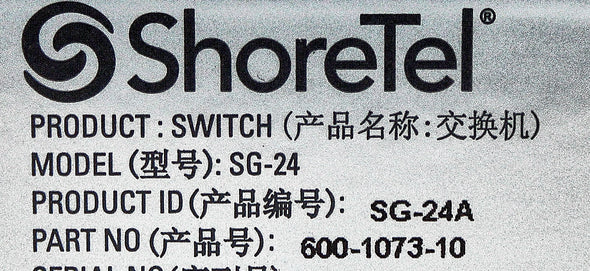 ShoreTel®
PRODUCT : SWITCH (产品名称:交换机)
MODEL (型号): SG-24
PRODUCT ID (产品编号): SG-24A
PART NO (产品号): 600-1073-10